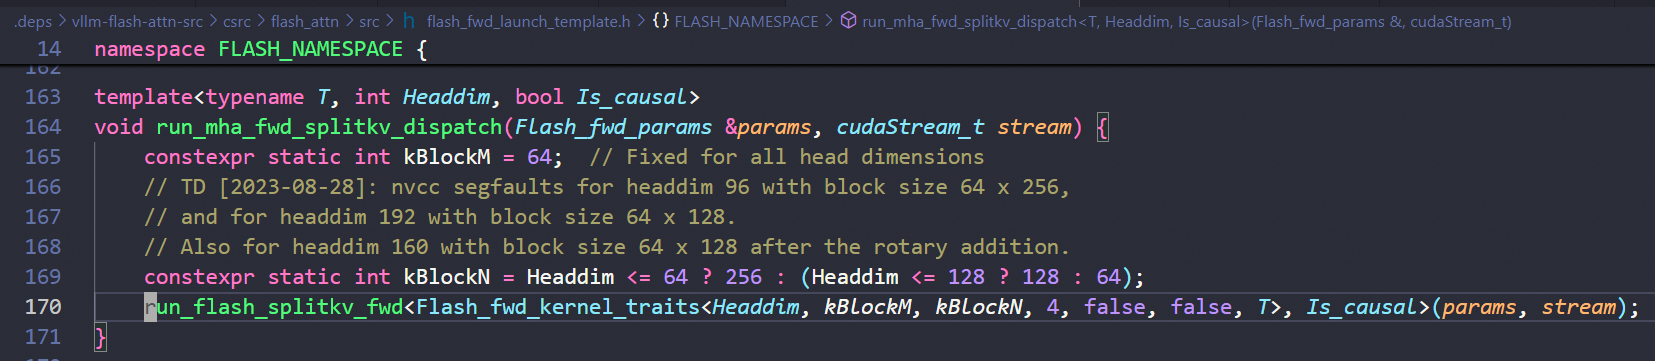 .deps > vllm-flash-attn-src > csrc > flash_attn > src > h flash_fwd_launch_template.h > {} FLASH_NAMESPACE > run_mha_fwd_splitkv_dispatch<T, Headdim, Is_causal>(Flash_fwd_params &, cudaStream_t)
14 namespace FLASH_NAMESPACE {
162
163 template<typename T, int Headdim, bool Is_causal>
164 void run_mha_fwd_splitkv_dispatch(Flash_fwd_params &params, cudaStream_t stream) {
165     constexpr static int kBlockM = 64;  // Fixed for all head dimensions
166     // TD [2023-08-28]: nvcc segfaults for headdim 96 with block size 64 x 256,
167     // and for headdim 192 with block size 64 x 128.
168     // Also for headdim 160 with block size 64 x 128 after the rotary addition.
169     constexpr static int kBlockN = Headdim <= 64 ? 256 : (Headdim <= 128 ? 128 : 64);
170     run_flash_splitkv_fwd<Flash_fwd_kernel_traits<Headdim, kBlockM, kBlockN, 4, false, false, T>, Is_causal>(params, stream);
171 }